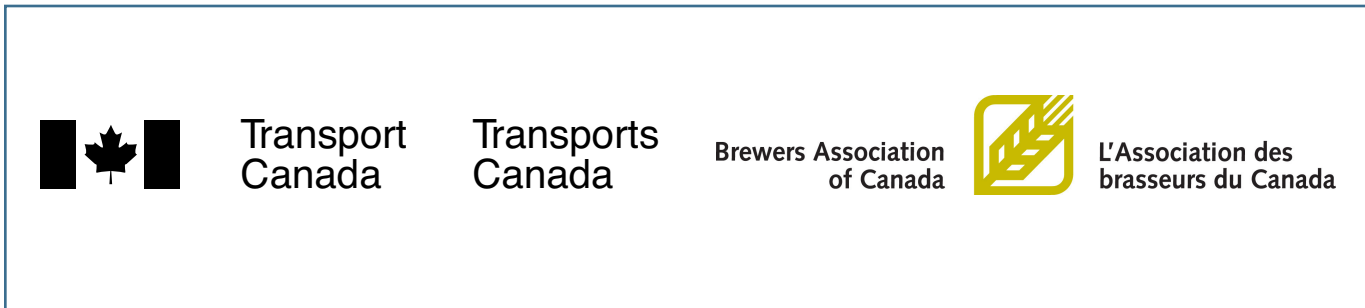 Transport
Canada
Transports
Canada
Brewers Association
of Canada
L'Association des
brasseurs du Canada